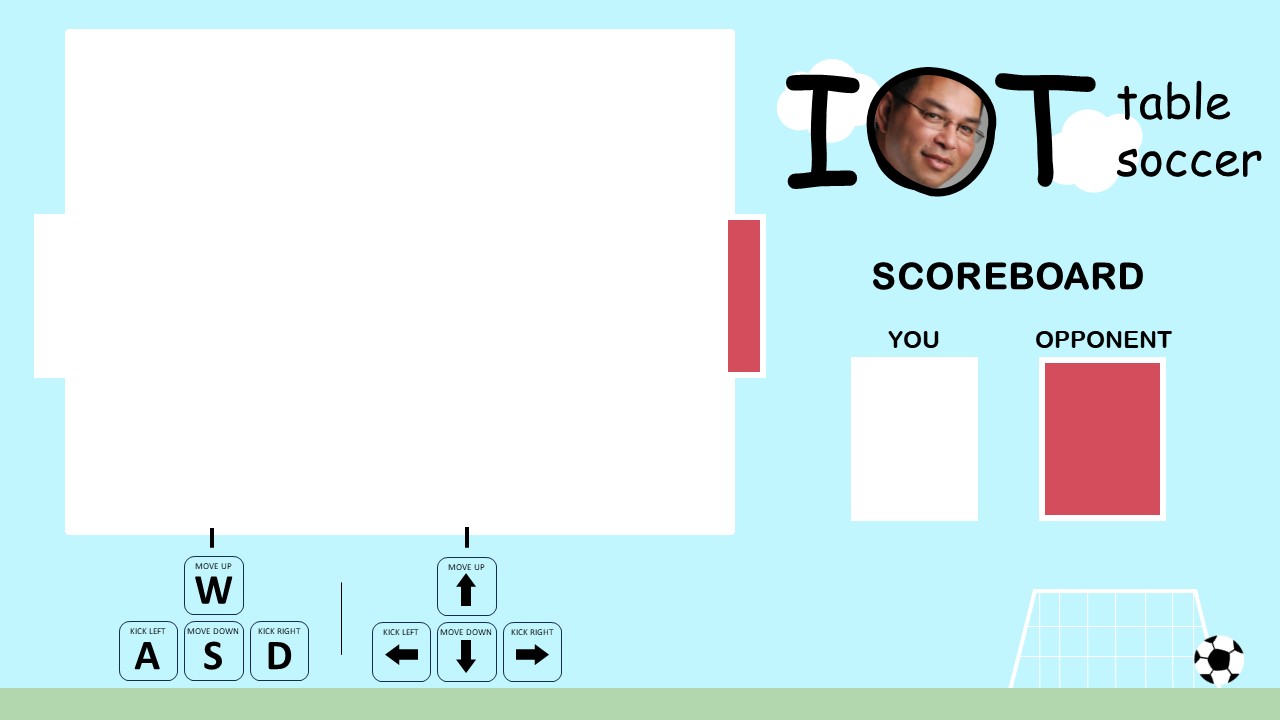 IOT
table
soccer
SCOREBOARD
YOU OPPONENT
MOVE UP
W
KICK LEFT MOVE DOWN KICK RIGHT
A S D
MOVE UP
KICK LEFT MOVE DOWN KICK RIGHT